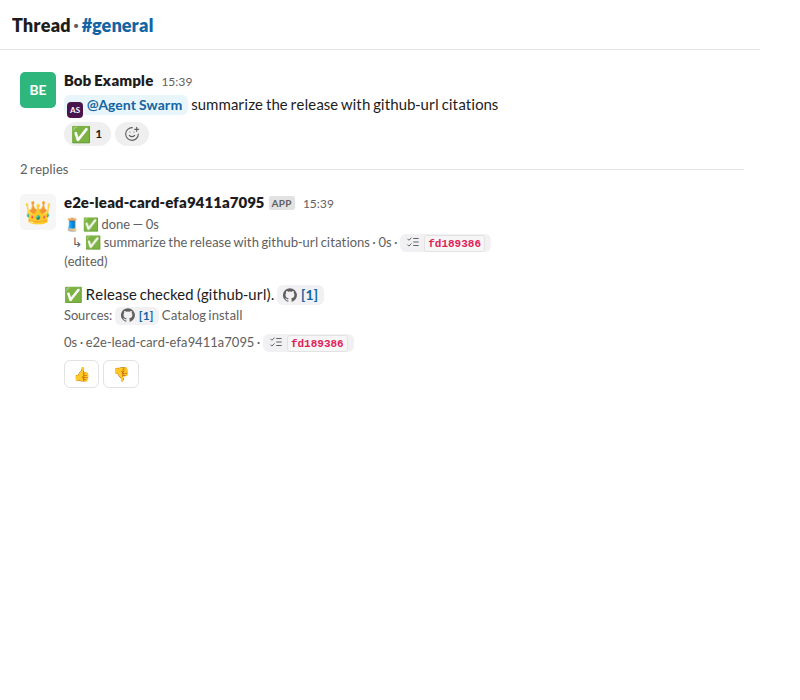 Thread · #general
BE
Bob Example 15:39
AS @Agent Swarm summarize the release with github-url citations
✅ 1
2 replies
e2e-lead-card-efa9411a7095 APP 15:39
🧵 ✅ done — 0s
↳ ✅ summarize the release with github-url citations · 0s · fd189386
(edited)
✅ Release checked (github-url). [1]
Sources: [1] Catalog install
0s · e2e-lead-card-efa9411a7095 · fd189386
👍 👎